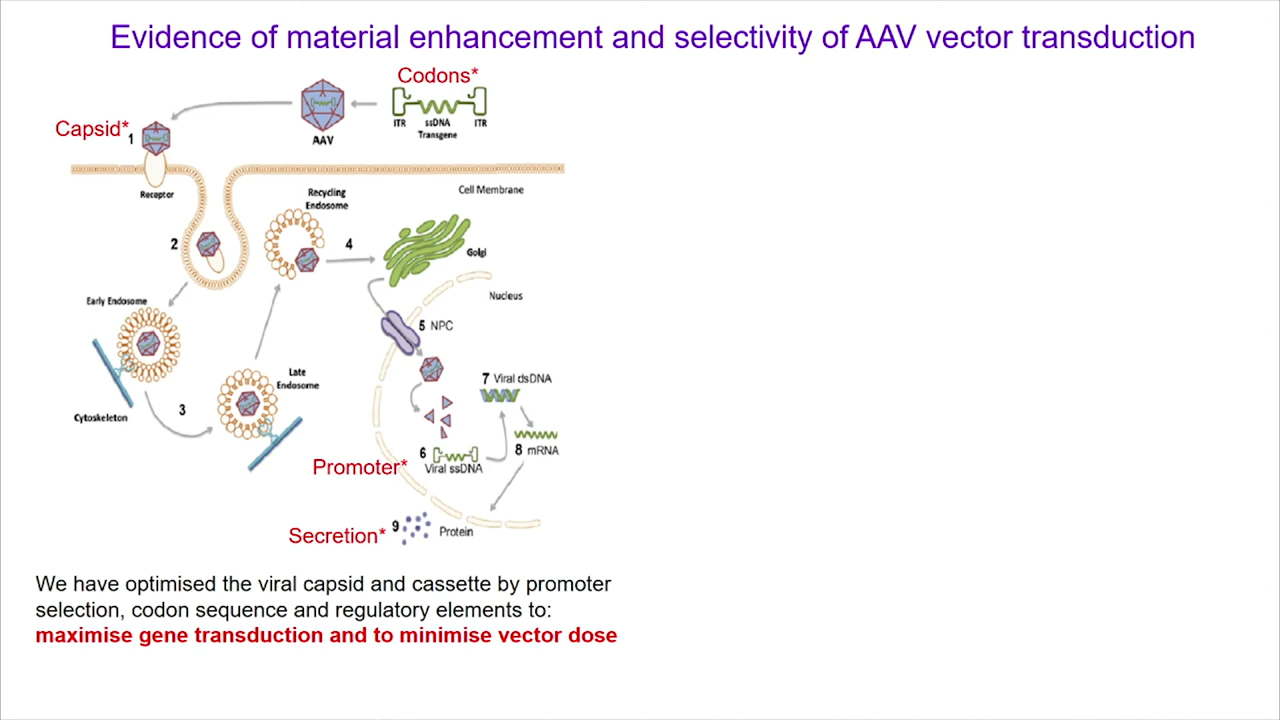 Evidence of material enhancement and selectivity of AAV vector transduction
Codons*
ITR
ssDNA
Transgene
ITR
AAV
Capsid*
1
Receptor
Cell Membrane
Recycling
Endosome
2
4
Golgi
Early Endosome
Nucleus
5 NPC
Late
Endosome
7 Viral dsDNA
Cytoskeleton
3
8 mRNA
6
Viral ssDNA
Promoter*
Secretion*
9
Protein
We have optimised the viral capsid and cassette by promoter
selection, codon sequence and regulatory elements to:
maximise gene transduction and to minimise vector dose